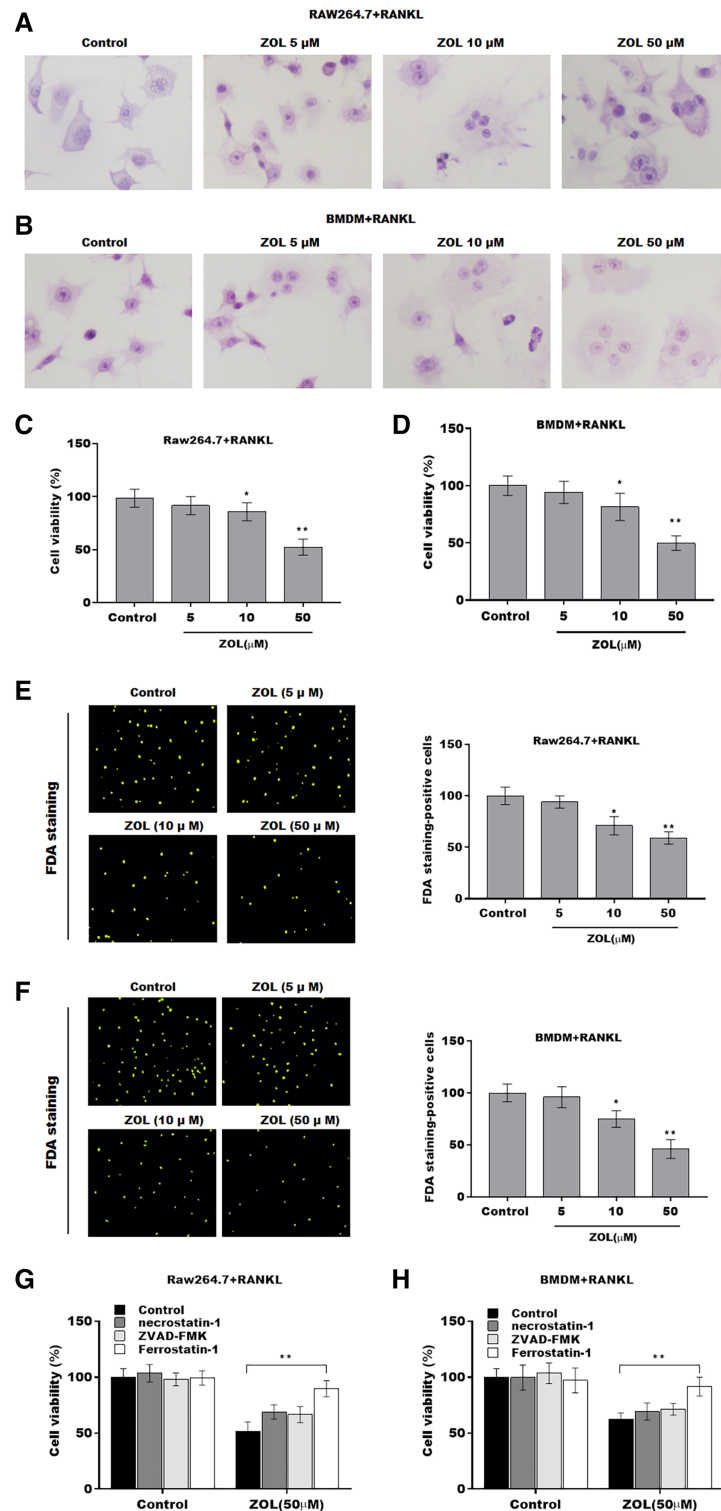 A
RAW264.7+RANKL
Control ZOL 5 µM ZOL 10 µM ZOL 50 µM
B
BMDM+RANKL
Control ZOL 5 µM ZOL 10 µM ZOL 50 µM
C
Raw264.7+RANKL
Cell viability (%)
150
100
50
0
* **
Control 5 10 50
ZOL(µM)
D
BMDM+RANKL
Cell viability (%)
150
100
50
0
* **
Control 5 10 50
ZOL(µM)
E
FDA staining
Control ZOL (5 µ M)
ZOL (10 µ M) ZOL (50 µ M)
Raw264.7+RANKL
FDA staining-positive cells
150
100
50
0
* **
Control 5 10 50
ZOL(µM)
F
FDA staining
Control ZOL (5 µ M)
ZOL (10 µ M) ZOL (50 µ M)
BMDM+RANKL
FDA staining-positive cells
150
100
50
0
* **
Control 5 10 50
ZOL(µM)
G
Raw264.7+RANKL
Cell viability (%)
150
100
50
0
Control
necrostatin-1
ZVAD-FMK
Ferrostatin-1
**
Control ZOL(50µM)
H
BMDM+RANKL
Cell viability (%)
150
100
50
0
Control
necrostatin-1
ZVAD-FMK
Ferrostatin-1
**
Control ZOL(50µM)